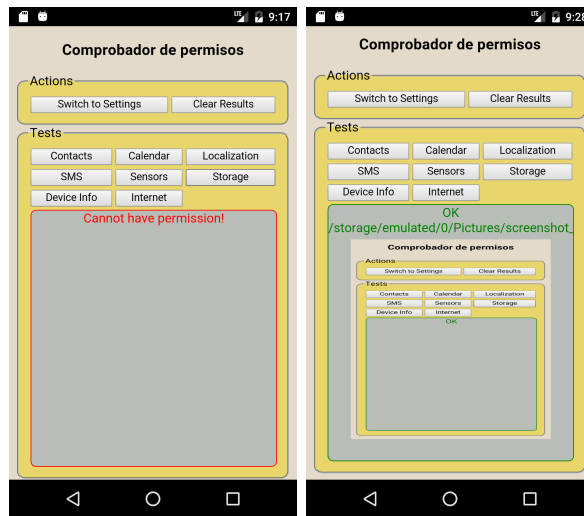 LTE 9:17
Comprobador de permisos
Actions
Switch to Settings Clear Results
Tests
Contacts Calendar Localization
SMS Sensors Storage
Device Info Internet
Cannot have permission!
LTE 9:28
Comprobador de permisos
Actions
Switch to Settings Clear Results
Tests
Contacts Calendar Localization
SMS Sensors Storage
Device Info Internet
OK
/storage/emulated/0/Pictures/screenshot_
Comprobador de permisos
Actions
Switch to Settings Clear Results
Tests
Contacts Calendar Localization
SMS Sensors Storage
Device Info Internet
OK